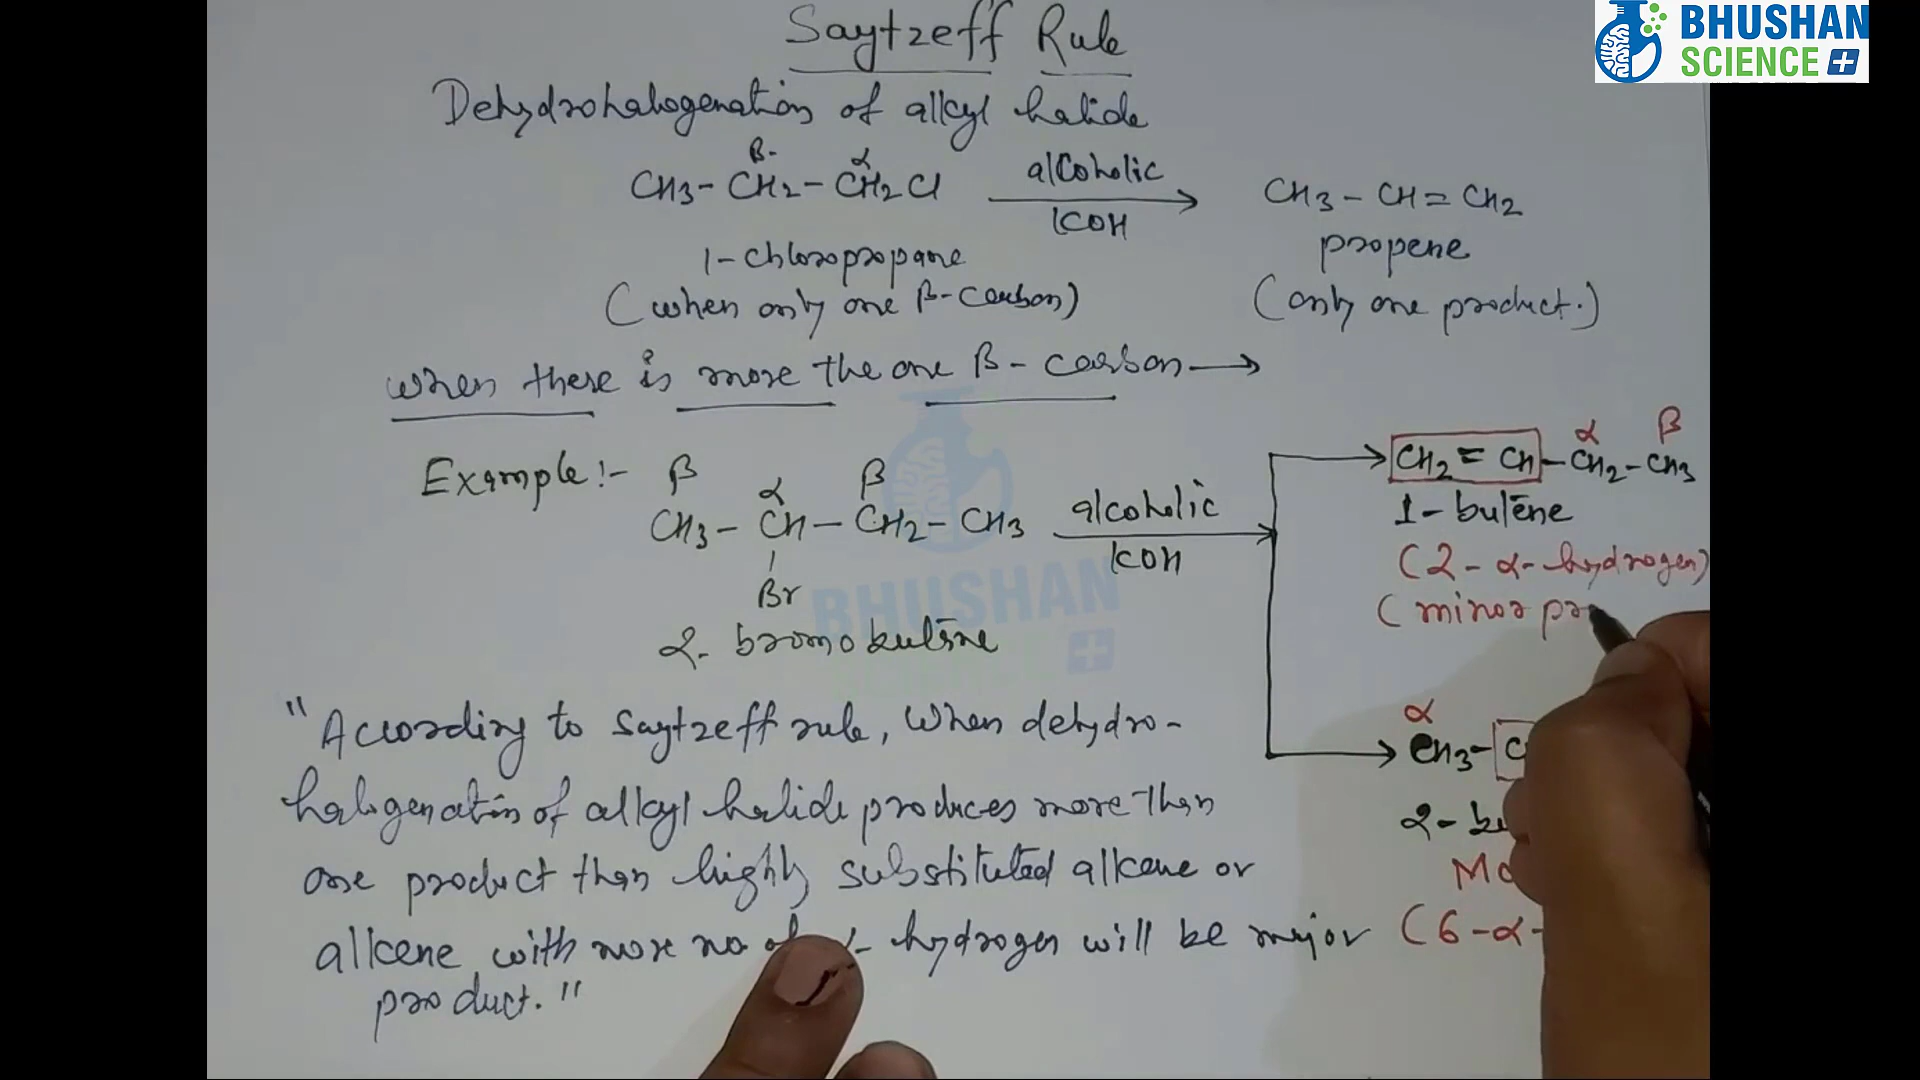 BHUSHAN
SCIENCE +
Saytzeff Rule
Dehydrohalogenation of alkyl halide
β- α
CH3 - CH2 - CH2Cl alcoholic KOH CH3 - CH = CH2
1-chloropropane propene
(when only one β-carbon) (only one product.)
when there is more the one β-carbon
Example:- β α β
CH3 - CH - CH2 - CH3
Br
alcoholic
KOH
2-
α β
CH2 = CH - CH2 - CH3
1-butene
(2-α-hydrogen)
(minor
α
CH3 -
2-
(6-α-
"According to Saytzeff rule, when dehydro-
halogenation of alkyl halide produces more than
one product then highly substituted alkene or
alkene with more no hydrogen will be major
product."
BHUSHAN
SCIENCE +